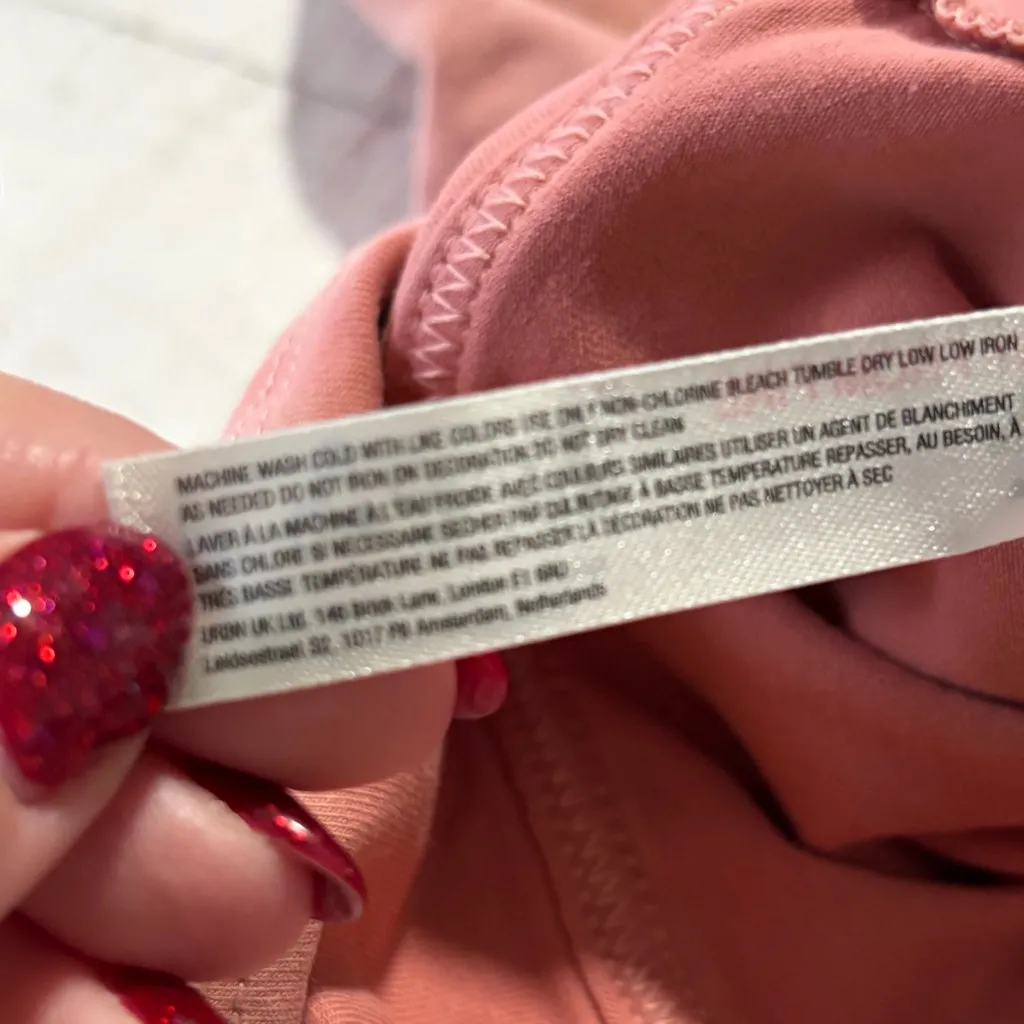 MACHINE WASH COLD WITH LIKE COLORS USE ONLY NON-CHLORINE BLEACH TUMBLE DRY LOW LOW IRON
AS NEEDED DO NOT IRON ON DECORATION DO NOT DRY CLEAN
LAVER À LA MACHINE À L'EAU FROIDE AVEC COULEURS SIMILAIRES UTILISER UN AGENT DE BLANCHIMENT
SANS CHLORE SI NÉCESSAIRE SÉCHER PAR CULBUTAGE À BASSE TEMPÉRATURE REPASSER, AU BESOIN, À
TRÈS BASSE TEMPÉRATURE NE PAS REPASSER LA DÉCORATION NE PAS NETTOYER À SEC
URBN UK Ltd. Brick Lane, London E1
Leidsestraat 32, 1017 PB Amsterdam, Netherlands